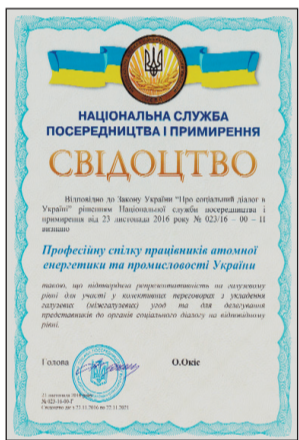 НАЦІОНАЛЬНА СЛУЖБА
ПОСЕРЕДНИЦТВА І ПРИМИРЕННЯ
СВІДОЦТВО
Відповідно до Закону України "Про соціальний діалог в
Україні" рішенням Національної служби посередництва і
примирення від 23 листопада 2016 року № 023/16 – 00 – П
визнано
Професійну спілку працівників атомної
енергетики та промисловості України
такою, що підтвердила репрезентативність на галузевому
рівні для участі у колективних переговорах з укладення
галузевих (міжгалузевих) угод та для делегування
представників до органів соціального діалогу на відповідному
рівні.
Голова О.Окіс